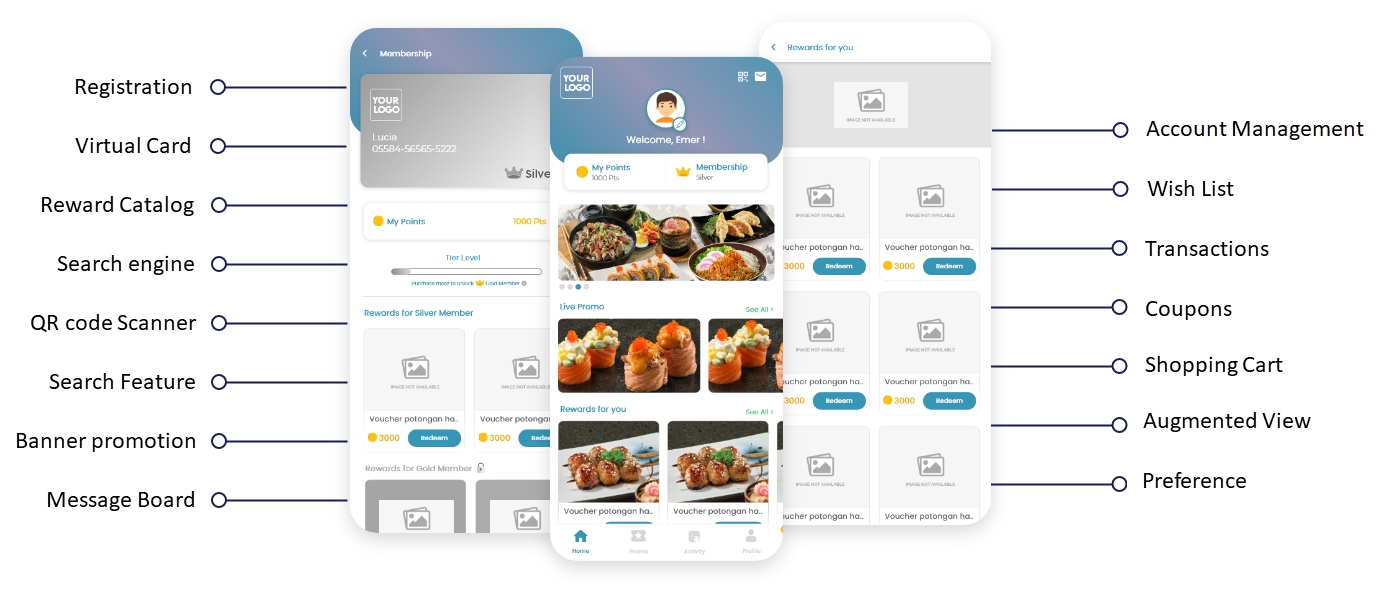 Registration
Virtual Card
Reward Catalog
Search engine
QR code Scanner
Search Feature
Banner promotion
Message Board
Membership
YOUR
LOGO
Lucia
05584-56565-5222
Silve
My Points
1000 Pts
Tier Level
Purchase more to unlock Gold Member
Rewards for Silver Member
IMAGE NOT AVAILABLE
IMAGE NOT AVAILABLE
Voucher potongan ha..
Voucher potongan ha..
3000
Redeem
3000
Redee
Rewards for Gold Member
YOUR
LOGO
Welcome, Emer !
My Points
1000 Pts
Membership
Silver
Live Promo
See All >
Rewards for you
See All >
Voucher potongan ha..
Voucher potongan ha..
Home
Promo
Activity
Profile
Rewards for you
IMAGE NOT AVAILABLE
IMAGE NOT AVAILABLE
IMAGE NOT AVAILABLE
ucher potongan ha..
Voucher potongan ha..
3000
Redeem
3000
Redeem
IMAGE NOT AVAILABLE
IMAGE NOT AVAILABLE
ucher potongan ha..
Voucher potongan ha..
3000
Redeem
3000
Redeem
IMAGE NOT AVAILABLE
IMAGE NOT AVAILABLE
ucher potongan ha..
Voucher potongan ha..
Account Management
Wish List
Transactions
Coupons
Shopping Cart
Augmented View
Preference